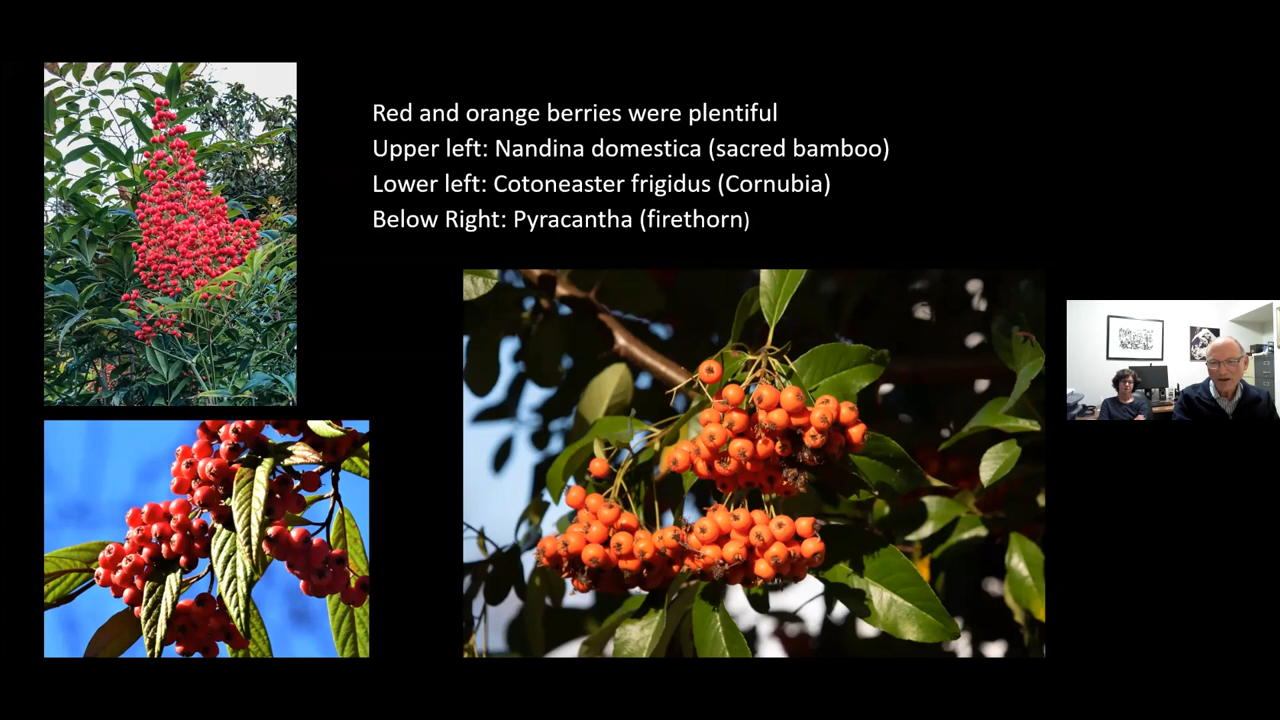 Red and orange berries were plentiful
Upper left: Nandina domestica (sacred bamboo)
Lower left: Cotoneaster frigidus (Cornubia)
Below Right: Pyracantha (firethorn)